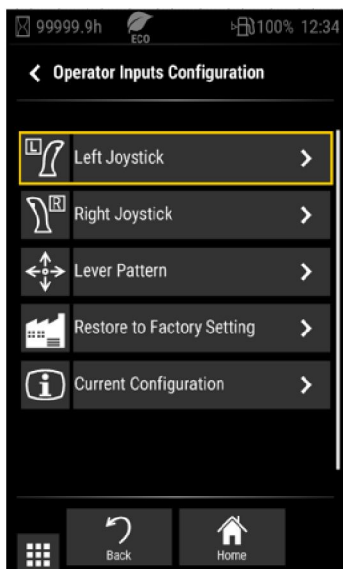 99999.9h ECO 100% 12:34
Operator Inputs Configuration
L Left Joystick
R Right Joystick
Lever Pattern
Restore to Factory Setting
i Current Configuration
Back Home